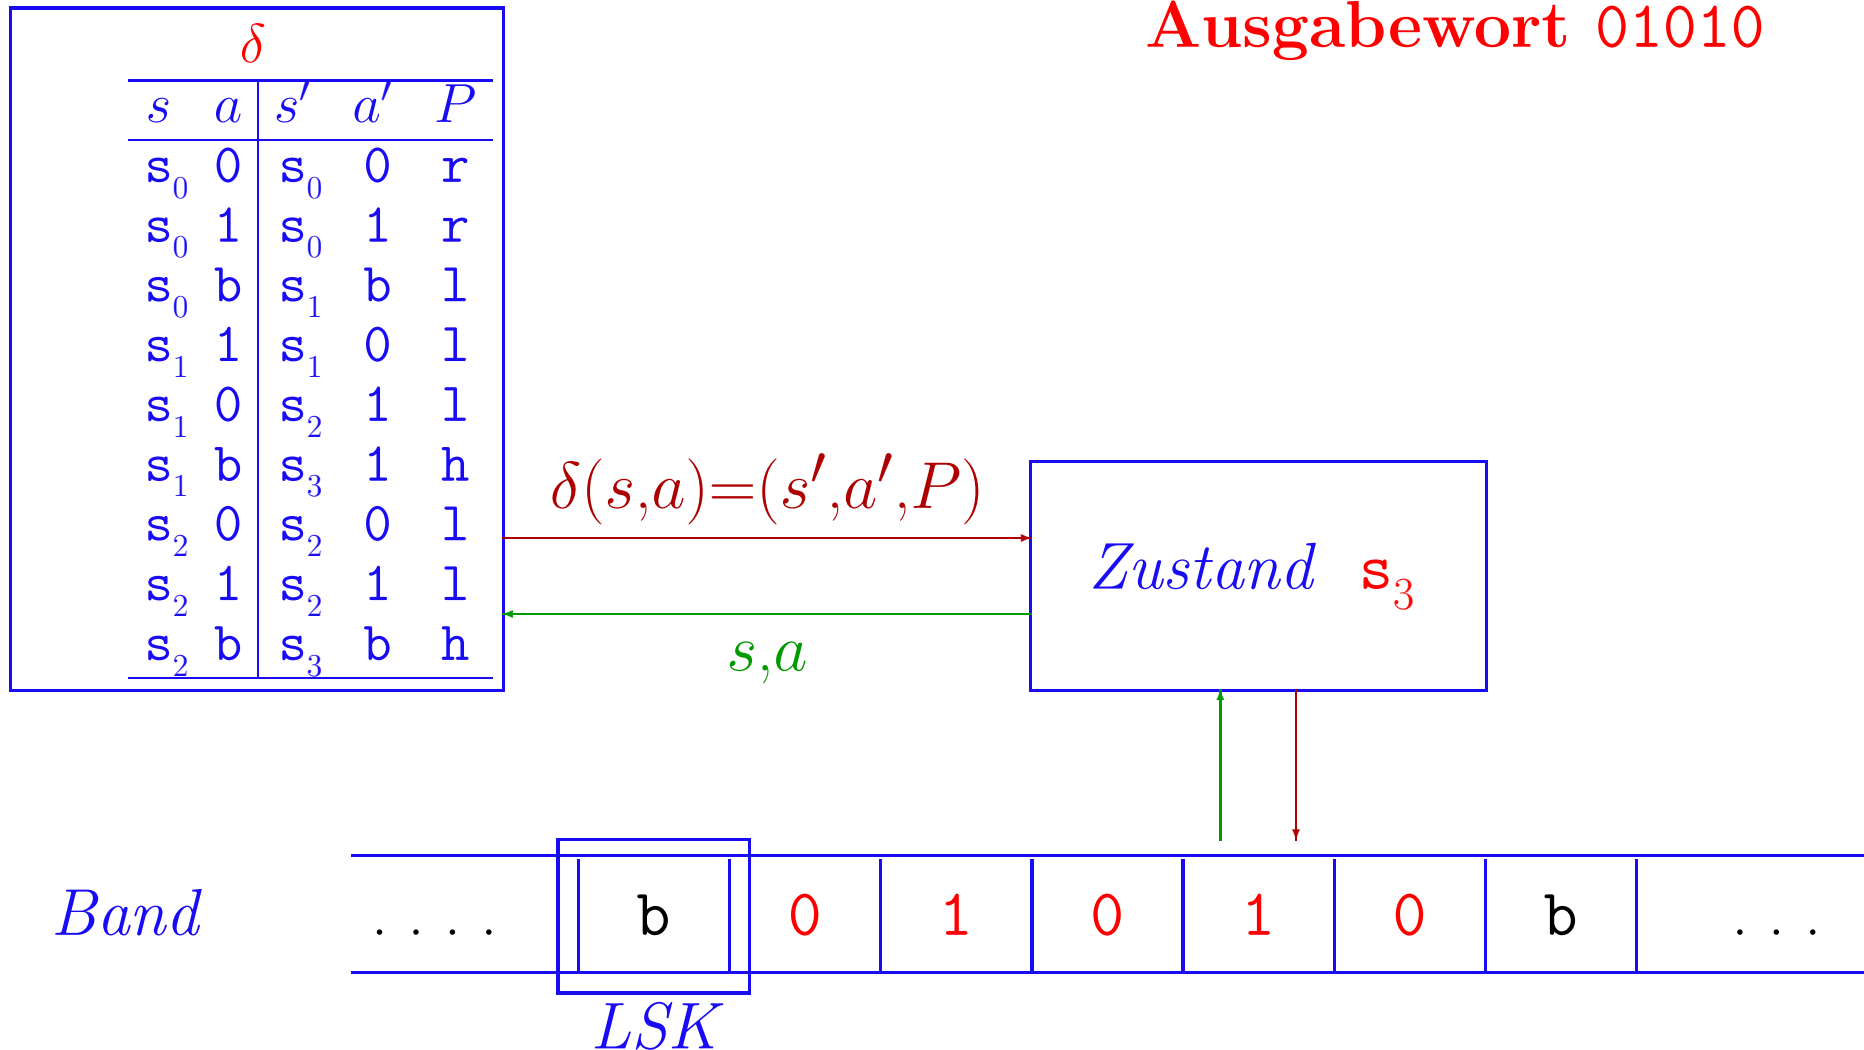 Ausgabewort 01010
δ
s a s′ a′ P
s₀ 0 s₀ 0 r
s₀ 1 s₀ 1 r
s₀ b s₁ b l
s₁ 1 s₁ 0 l
s₁ 0 s₂ 1 l
s₁ b s₃ 1 h
s₂ 0 s₂ 0 l
s₂ 1 s₂ 1 l
s₂ b s₃ b h
δ(s,a)=(s′,a′,P)
Zustand s₃
s,a
Band . . . . b 0 1 0 1 0 b . . .
LSK